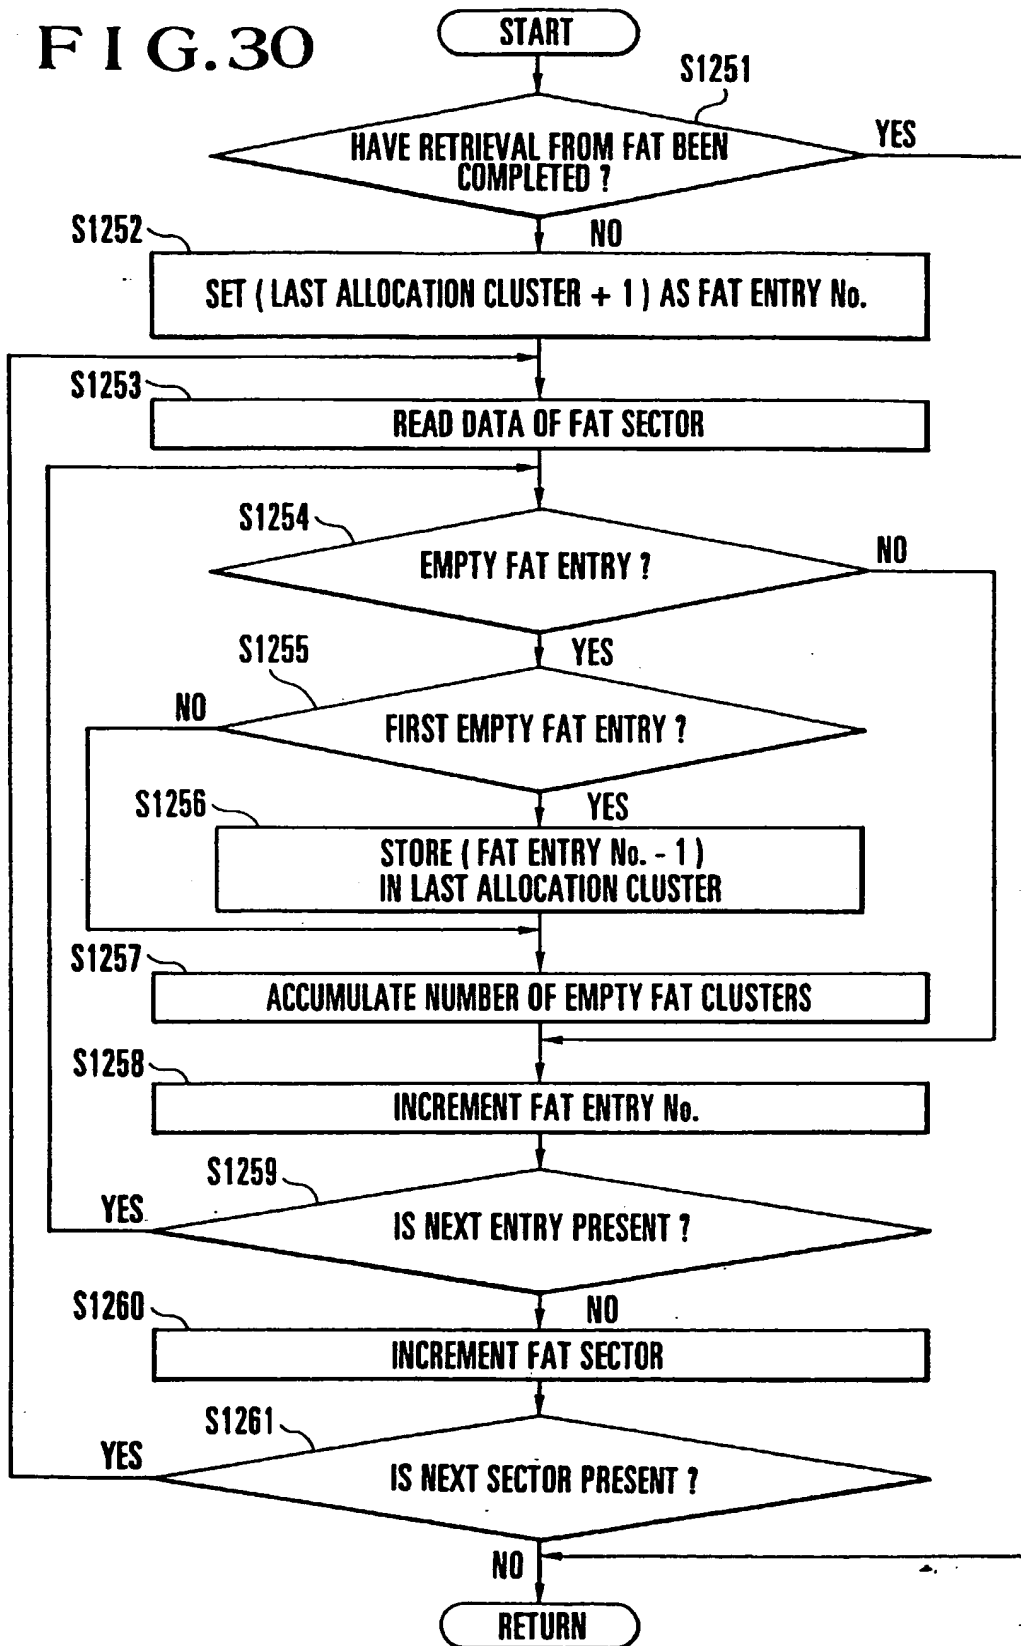 FIG.30
START
S1251
HAVE RETRIEVAL FROM FAT BEEN
COMPLETED ?
YES
NO
S1252
SET ( LAST ALLOCATION CLUSTER + 1 ) AS FAT ENTRY No.
S1253
READ DATA OF FAT SECTOR
S1254
EMPTY FAT ENTRY ?
NO
YES
S1255
NO
FIRST EMPTY FAT ENTRY ?
YES
S1256
STORE ( FAT ENTRY No. - 1 )
IN LAST ALLOCATION CLUSTER
S1257
ACCUMULATE NUMBER OF EMPTY FAT CLUSTERS
S1258
INCREMENT FAT ENTRY No.
S1259
YES
IS NEXT ENTRY PRESENT ?
NO
S1260
INCREMENT FAT SECTOR
S1261
YES
IS NEXT SECTOR PRESENT ?
NO
RETURN